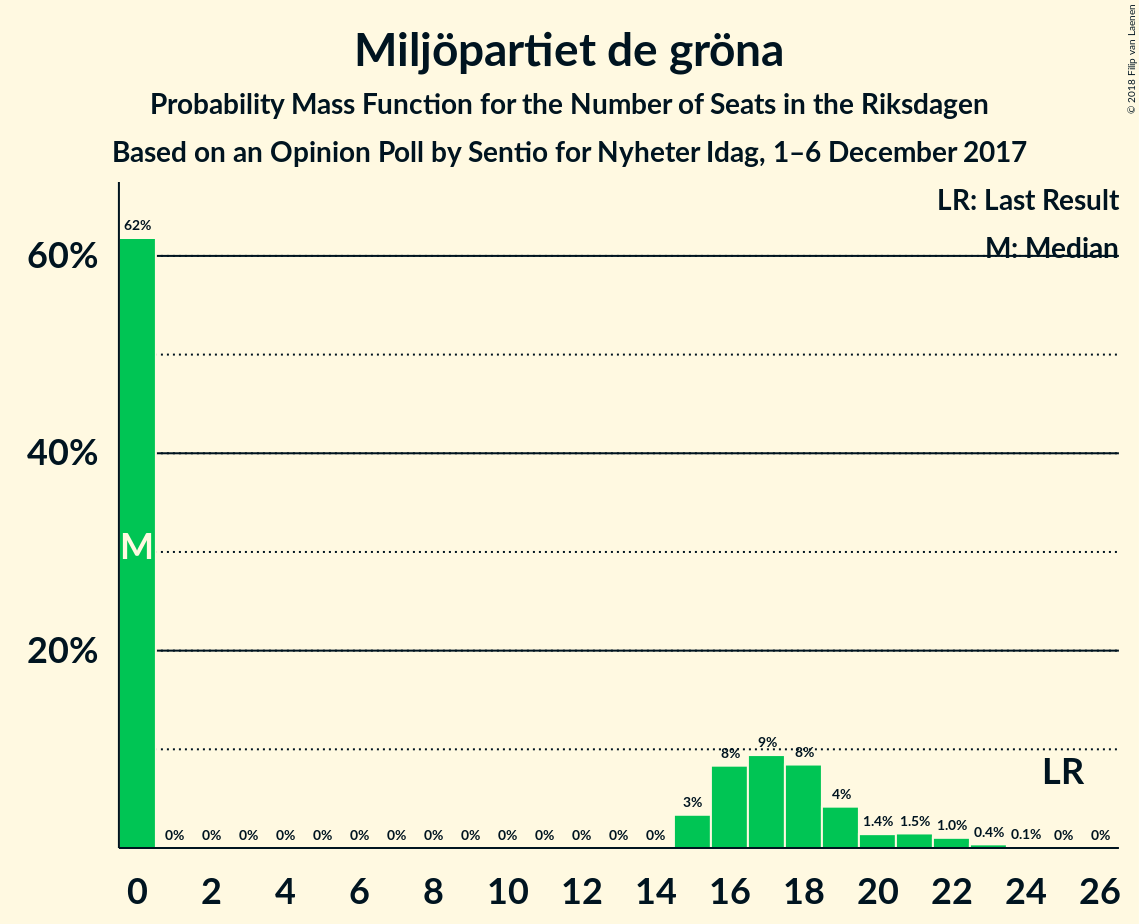 Miljöpartiet de gröna
Probability Mass Function for the Number of Seats in the Riksdagen
Based on an Opinion Poll by Sentio for Nyheter Idag, 1–6 December 2017
© 2018 Filip van Laenen
LR: Last Result
M: Median
62%
60%
40%
M
20%
0% 0% 0% 0% 0% 0% 0% 0% 0% 0% 0% 0% 0% 0% 3% 8% 9% 8% 4% 1.4% 1.5% 1.0% 0.4% 0.1% 0% 0%
LR
0 2 4 6 8 10 12 14 16 18 20 22 24 26